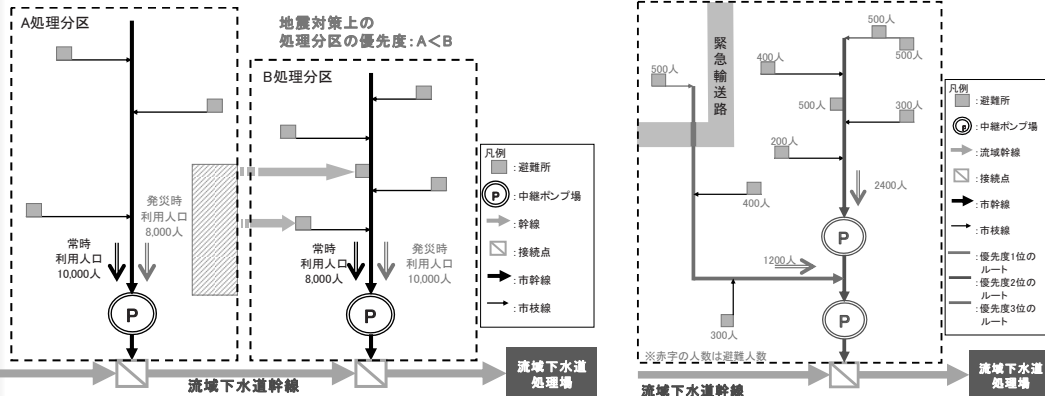 A処理分区
地震対策上の
処理分区の優先度：A＜B
B処理分区
発災時
利用人口
8,000人
常時
利用人口
10,000人
P
常時
利用人口
8,000人
発災時
利用人口
10,000人
P
凡例
：避難所
P
：中継ポンプ場
：幹線
：接続点
：市幹線
：市枝線
流域下水道幹線
流域下水道
処理場
緊急輸送路
500人
500人
500人
400人
500人
300人
200人
400人
2400人
P
1200人
300人
P
※赤字の人数は避難人数
凡例
：避難所
P
：中継ポンプ場
：流域幹線
：接続点
：市幹線
：市枝線
：優先度1位の
ルート
：優先度2位の
ルート
：優先度3位の
ルート
流域下水道幹線
流域下水道
処理場